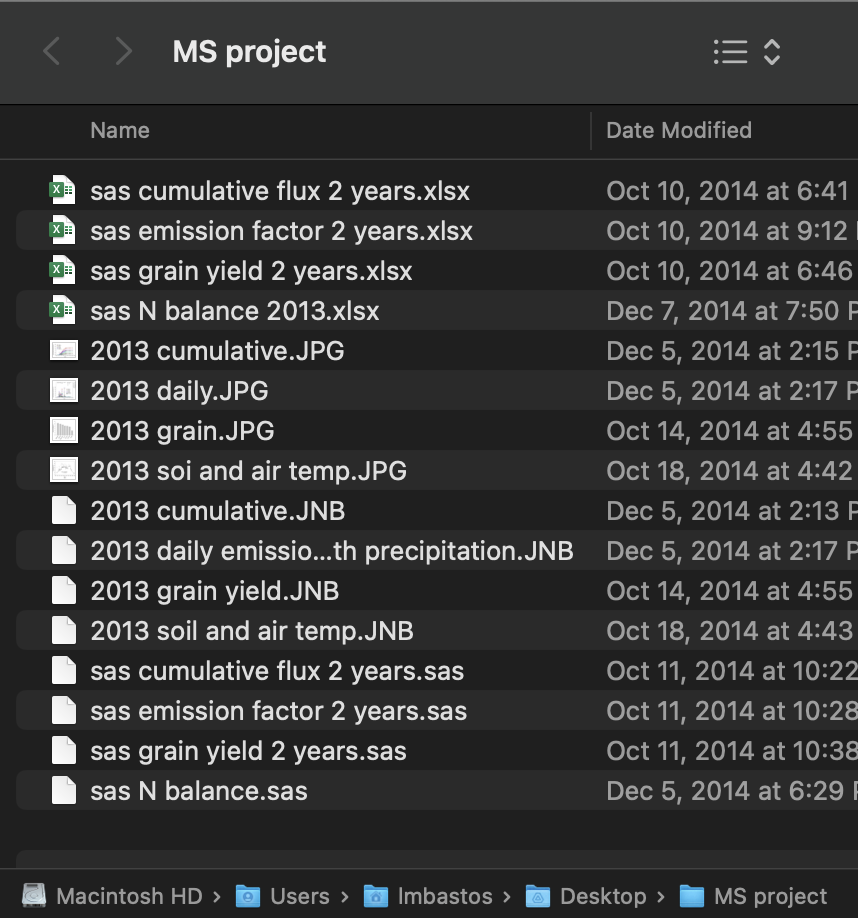 MS project
Name Date Modified
sas cumulative flux 2 years.xlsx Oct 10, 2014 at 6:41
sas emission factor 2 years.xlsx Oct 10, 2014 at 9:12
sas grain yield 2 years.xlsx Oct 10, 2014 at 6:46
sas N balance 2013.xlsx Dec 7, 2014 at 7:50 P
2013 cumulative.JPG Dec 5, 2014 at 2:15 P
2013 daily.JPG Dec 5, 2014 at 2:17 P
2013 grain.JPG Oct 14, 2014 at 4:55
2013 soi and air temp.JPG Oct 18, 2014 at 4:42
2013 cumulative.JNB Dec 5, 2014 at 2:13 P
2013 daily emissio...th precipitation.JNB Dec 5, 2014 at 2:17 P
2013 grain yield.JNB Oct 14, 2014 at 4:55
2013 soil and air temp.JNB Oct 18, 2014 at 4:43
sas cumulative flux 2 years.sas Oct 11, 2014 at 10:22
sas emission factor 2 years.sas Oct 11, 2014 at 10:28
sas grain yield 2 years.sas Oct 11, 2014 at 10:38
sas N balance.sas Dec 5, 2014 at 6:29 P
Macintosh HD › Users › lmbastos › Desktop › MS project